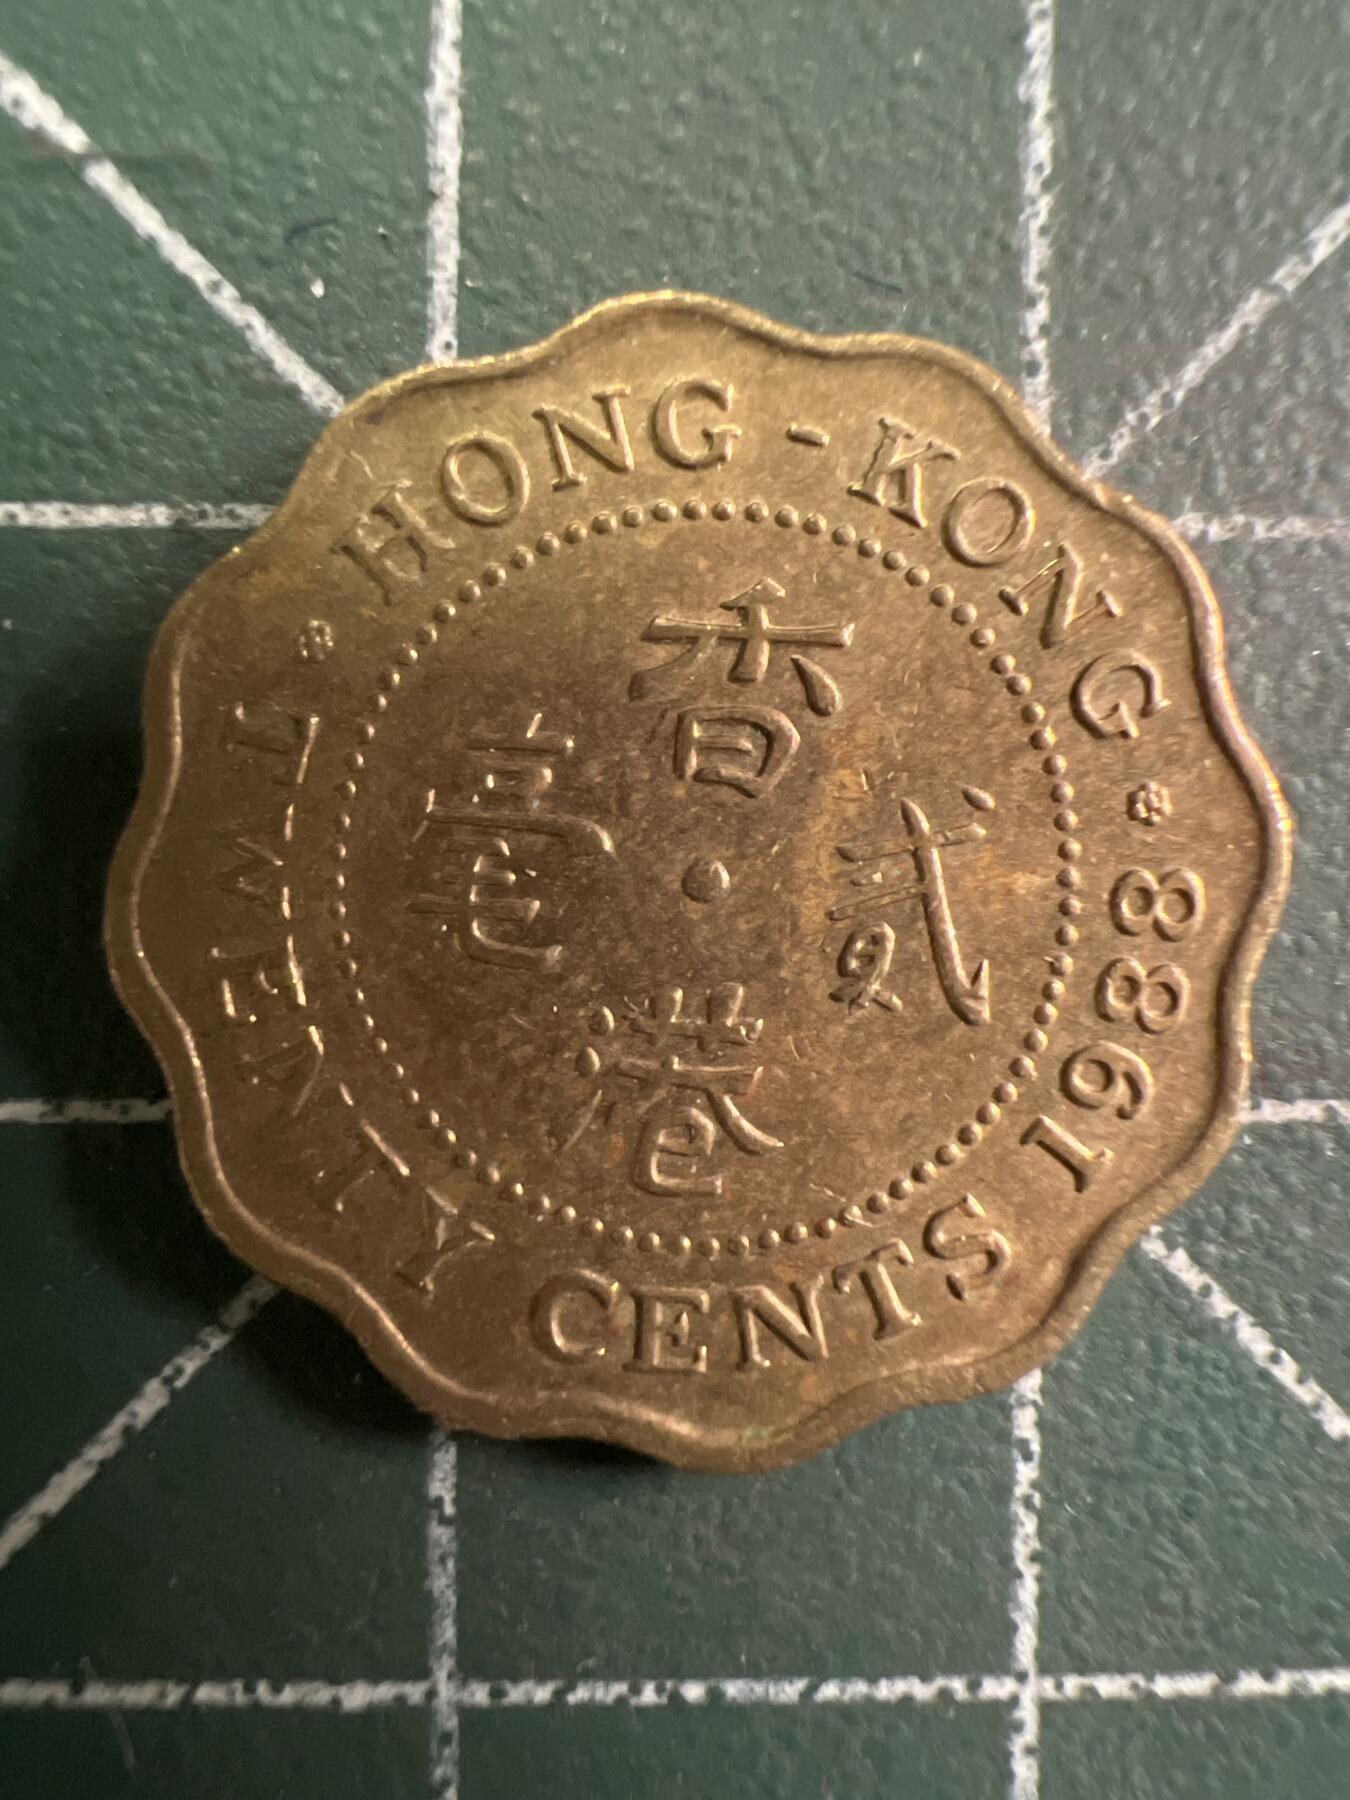 HONG-KONG
TWENTY CENTS 1988
香
港
貳
毫